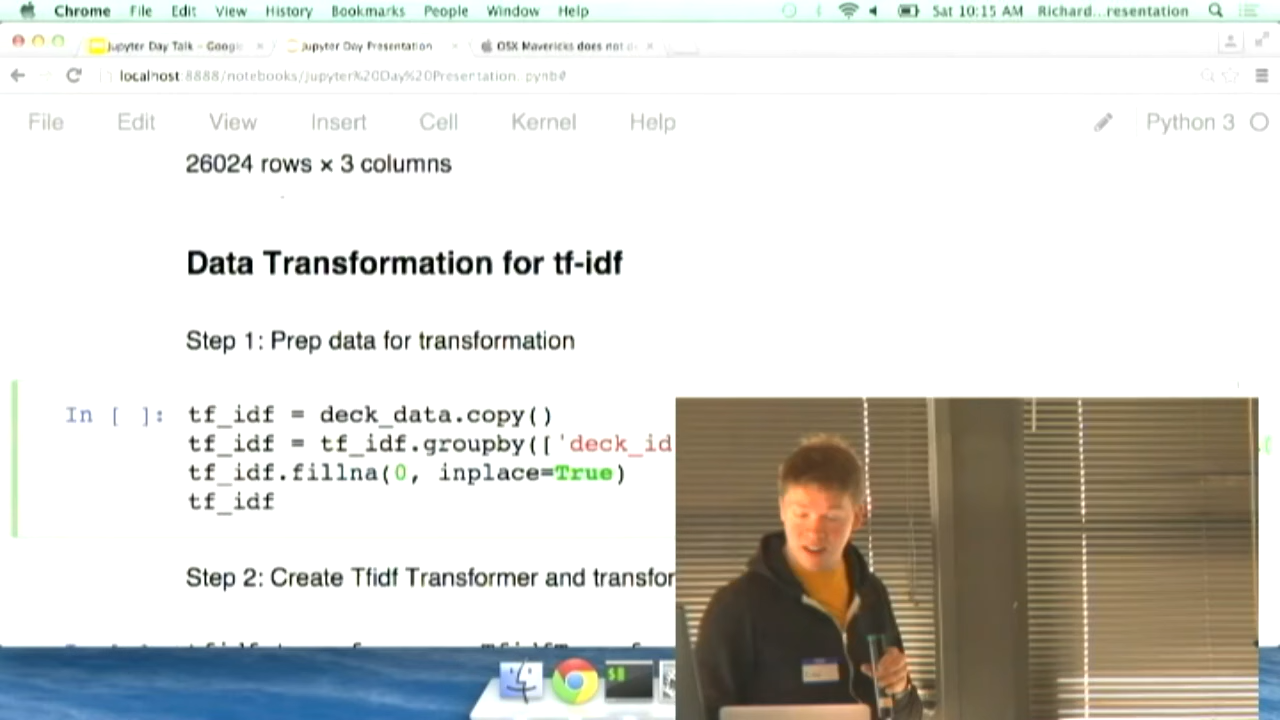 Chrome File Edit View History Bookmarks People Window Help Sat 10:15 AM Richard...resentation
Jupyter Day Talk - Goog Jupyter Day Presentation OSX Mavericks does not d
localhost:8888/notebooks/Jupyter%20Day%20Presentation.
File Edit View Insert Cell Kernel Help Python 3
26024 rows × 3 columns
Data Transformation for tf-idf
Step 1: Prep data for transformation
In [ ]: tf_idf = deck_data.copy()
tf_idf = tf_idf.groupby(['deck_id
tf_idf.fillna(0, inplace=True)
tf_idf
Step 2: Create Tfidf Transformer and transfor